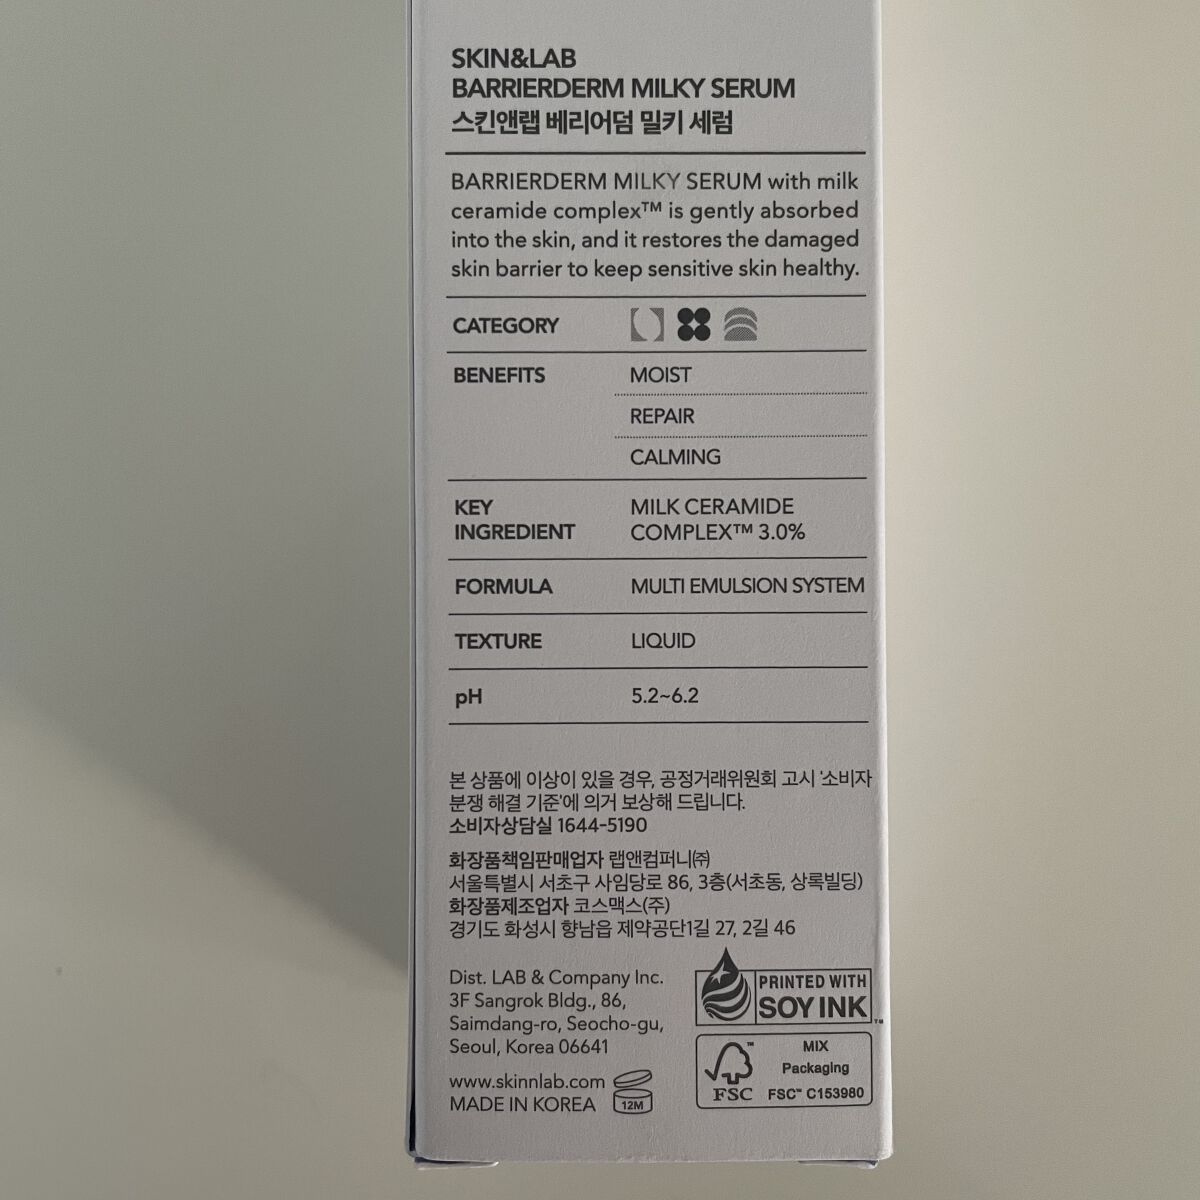 SKIN&LAB
BARRIERDERM MILKY SERUM
스킨앤랩 베리어덤 밀키 세럼
BARRIERDERM MILKY SERUM with milk
ceramide complex™ is gently absorbed
into the skin, and it restores the damaged
skin barrier to keep sensitive skin healthy.
CATEGORY
BENEFITS MOIST
REPAIR
CALMING
KEY MILK CERAMIDE
INGREDIENT COMPLEX™ 3.0%
FORMULA MULTI EMULSION SYSTEM
TEXTURE LIQUID
pH 5.2~6.2
본 상품에 이상이 있을 경우, 공정거래위원회 고시 '소비자
분쟁 해결 기준'에 의거 보상해 드립니다.
소비자상담실 1644-5190
화장품책임판매업자 랩앤컴퍼니㈜
서울특별시 서초구 사임당로 86, 3층(서초동, 상록빌딩)
화장품제조업자 코스맥스(주)
경기도 화성시 향남읍 제약공단1길 27, 2길 46
Dist. LAB & Company Inc.
3F Sangrok Bldg., 86,
Saimdang-ro, Seocho-gu,
Seoul, Korea 06641
www.skinnlab.com
MADE IN KOREA
12M
PRINTED WITH
SOY INK™
FSC™
MIX
Packaging
FSC™ C153980